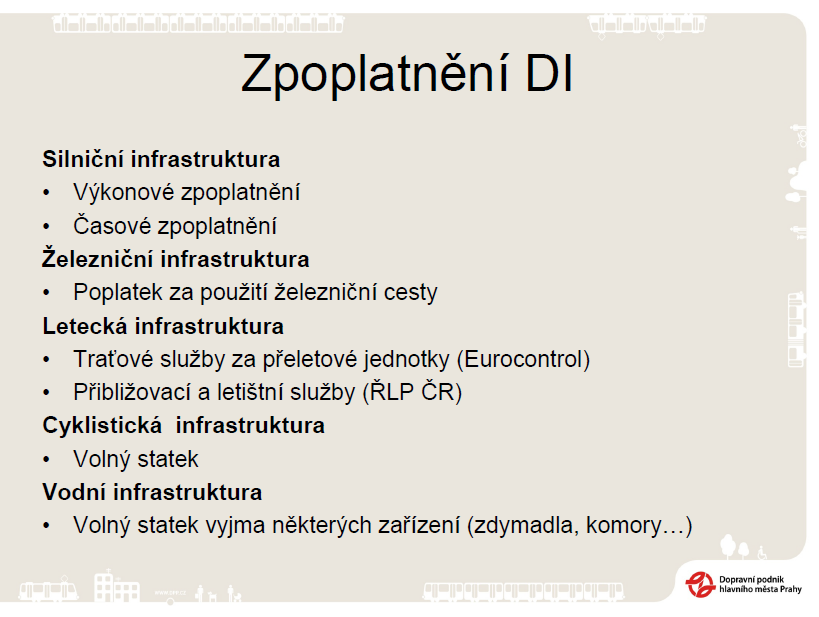 Zpoplatnění DI
Silniční infrastruktura
• Výkonové zpoplatnění
• Časové zpoplatnění
Železniční infrastruktura
• Poplatek za použití železniční cesty
Letecká infrastruktura
• Traťové služby za přeletové jednotky (Eurocontrol)
• Přibližovací a letištní služby (ŘLP ČR)
Cyklistická  infrastruktura
• Volný statek
Vodní infrastruktura
• Volný statek vyjma některých zařízení (zdymadla, komory…)
Dopravní podnik
hlavního města Prahy